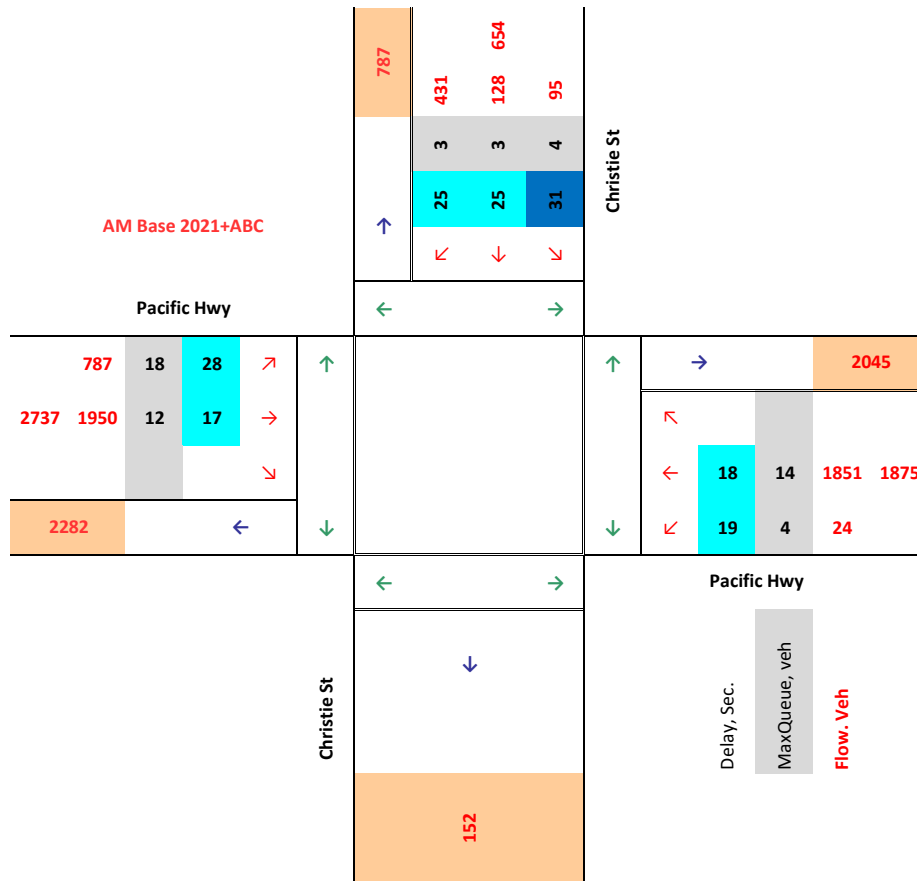 654
787
431
128
95
3
3
4
25
25
31
Christie St
AM Base 2021+ABC
↑
↙ ↓ ↘
Pacific Hwy
← →
787 18 28 ↗ ↑ ↑ → 2045
2737 1950 12 17 → ↖
↘ ← 18 14 1851 1875
2282 ← ↓ ↓ ↙ 19 4 24
← →
Pacific Hwy
↓
Christie St
Delay, Sec.
MaxQueue, veh
Flow. Veh
152